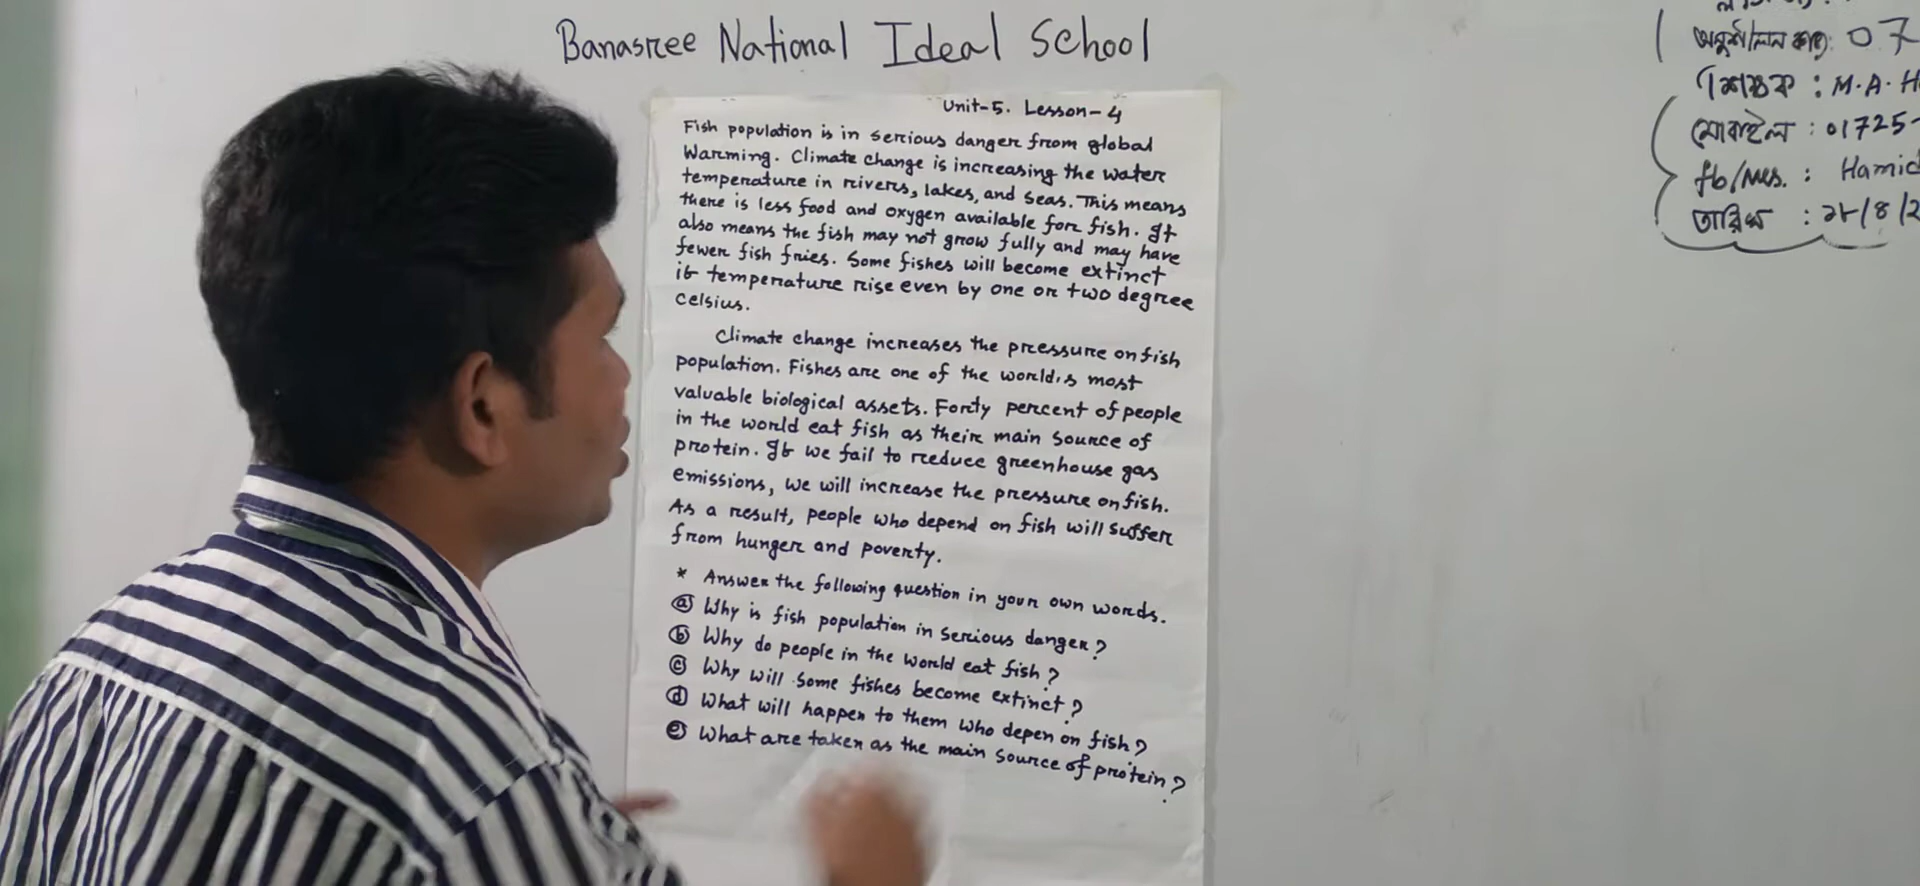 Banasree National Ideal School
Unit-5. Lesson-4
Fish population is in serious danger from global
Warming. Climate change is increasing the water
temperature in rivers, lakes, and seas. This means
there is less food and oxygen available for fish. It
also means the fish may not grow fully and may have
fewer fish fries. Some fishes will become extinct
if temperature rise even by one or two degree
Celsius.
Climate change increases the pressure on fish
population. Fishes are one of the world's most
valuable biological assets. Forty percent of people
in the world eat fish as their main source of
protein. If we fail to reduce greenhouse gas
emissions, we will increase the pressure on fish.
As a result, people who depend on fish will suffer
from hunger and poverty.
* Answer the following question in your own words.
ⓐ Why is fish population in serious danger?
ⓑ Why do people in the world eat fish?
ⓒ Why will some fishes become extinct?
ⓓ What will happen to them who depen on fish?
ⓔ What are taken as the main source of protein?
07
শিক্ষক : M.A. H
মোবাইল : 01725-
fb/Mes. : Hamid
তারিখ : ২৮/8/2